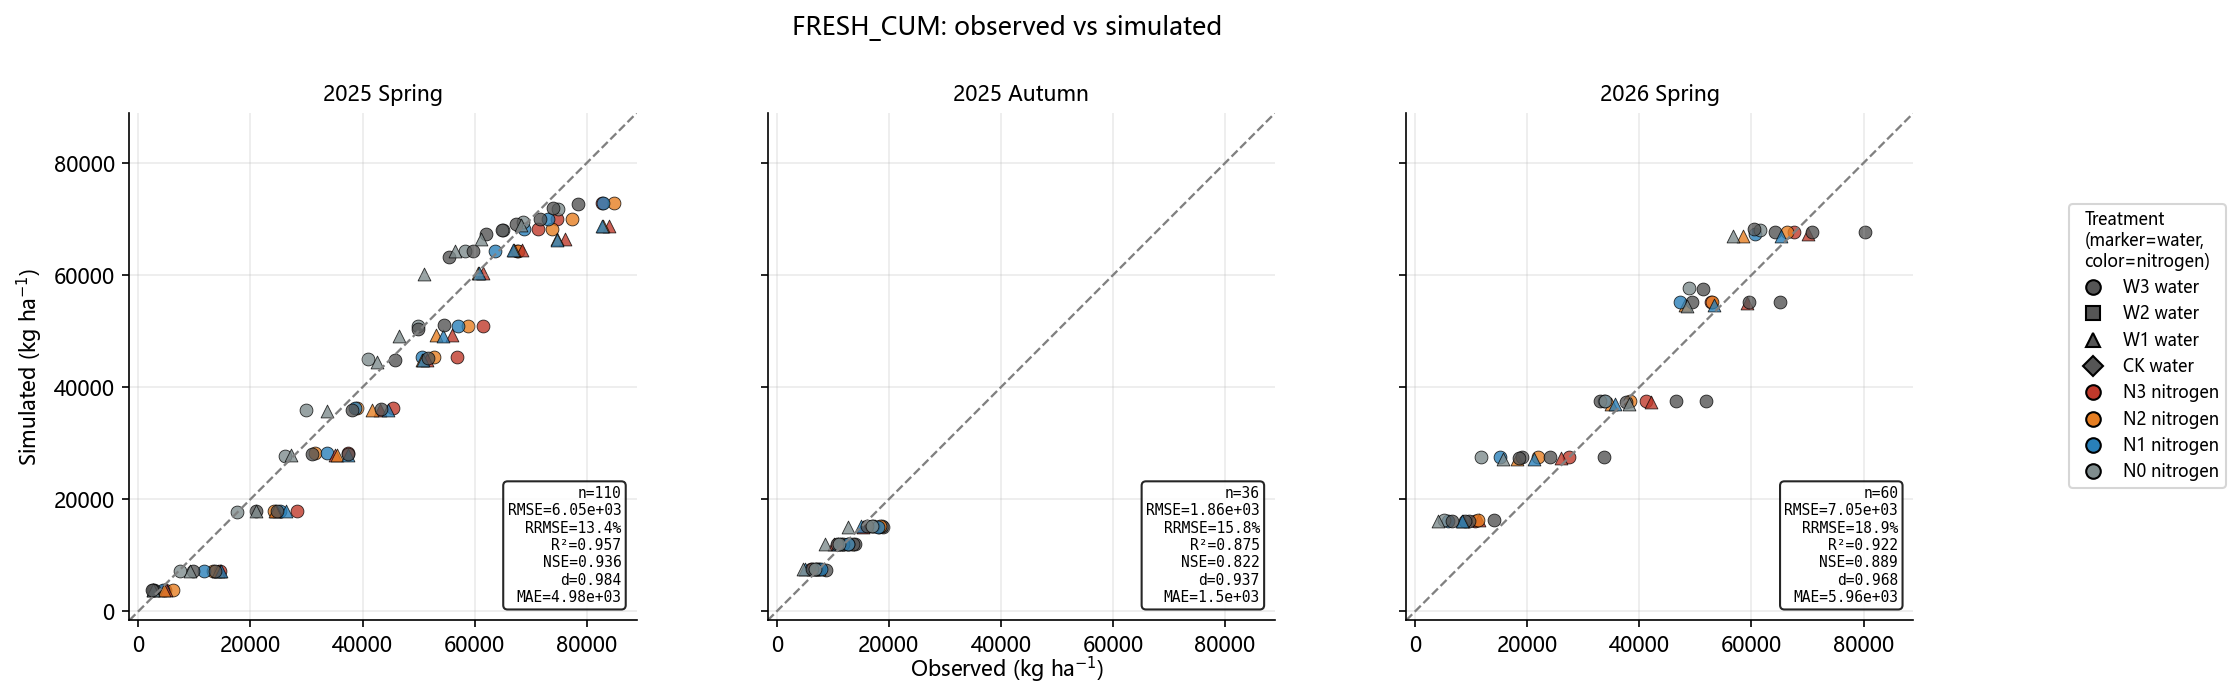 FRESH_CUM: observed vs simulated
2025 Spring
2025 Autumn
2026 Spring
Simulated (kg ha⁻¹)
80000
60000
40000
20000
0
0 20000 40000 60000 80000
0 20000 40000 60000 80000
0 20000 40000 60000 80000
Observed (kg ha⁻¹)
n=110
RMSE=6.05e+03
RRMSE=13.4%
R²=0.957
NSE=0.936
d=0.984
MAE=4.98e+03
n=36
RMSE=1.86e+03
RRMSE=15.8%
R²=0.875
NSE=0.822
d=0.937
MAE=1.5e+03
n=60
RMSE=7.05e+03
RRMSE=18.9%
R²=0.922
NSE=0.889
d=0.968
MAE=5.96e+03
Treatment
(marker=water,
color=nitrogen)
W3 water
W2 water
W1 water
CK water
N3 nitrogen
N2 nitrogen
N1 nitrogen
N0 nitrogen